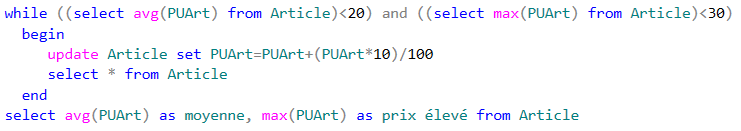 while ((select avg(PUArt) from Article)<20) and ((select max(PUArt) from Article)<30)
begin
update Article set PUArt=PUArt+(PUArt*10)/100
select * from Article
end
select avg(PUArt) as moyenne, max(PUArt) as prix élevé from Article